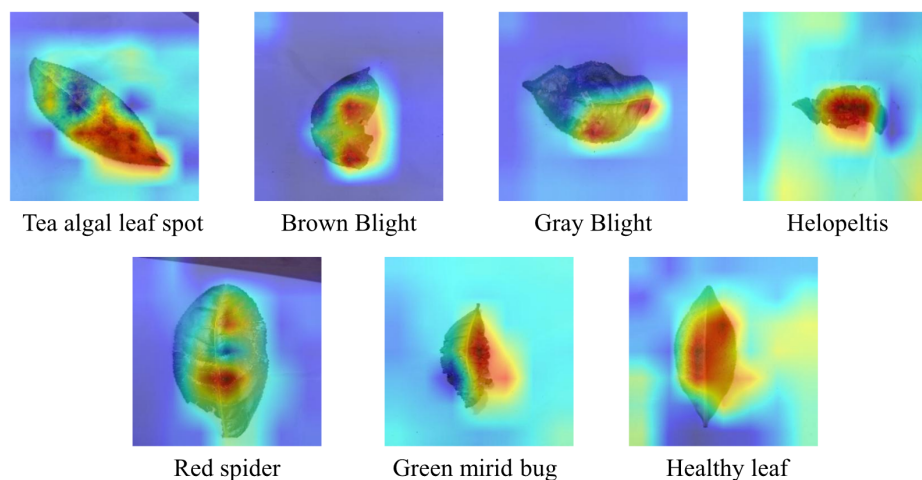 Tea algal leaf spot
Brown Blight
Gray Blight
Helopeltis
Red spider
Green mirid bug
Healthy leaf